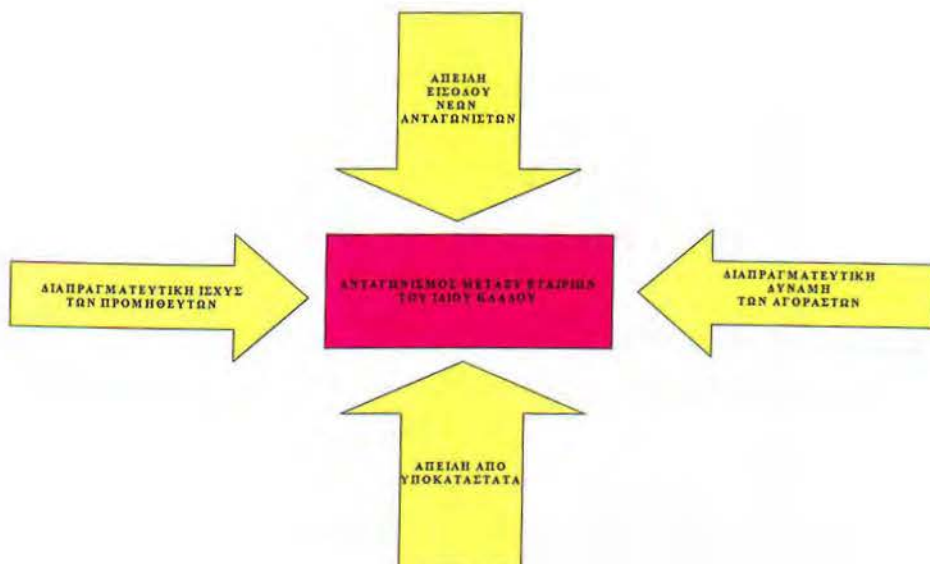 ΑΠΕΙΛΗ
ΕΙΣΟΔΟΥ
ΝΕΩΝ
ΑΝΤΑΓΩΝΙΣΤΩΝ
ΔΙΑΠΡΑΓΜΑΤΕΥΤΙΚΗ ΙΣΧΥΣ
ΤΩΝ ΠΡΟΜΗΘΕΥΤΩΝ
ΑΝΤΑΓΩΝΙΣΜΟΣ ΜΕΤΑΞΥ ΕΤΑΙΡΙΩΝ
ΤΟΥ ΙΔΙΟΥ ΚΛΑΔΟΥ
ΔΙΑΠΡΑΓΜΑΤΕΥΤΙΚΗ
ΔΥΝΑΜΗ
ΤΩΝ ΑΓΟΡΑΣΤΩΝ
ΑΠΕΙΛΗ ΑΠΟ
ΥΠΟΚΑΤΑΣΤΑΤΑ